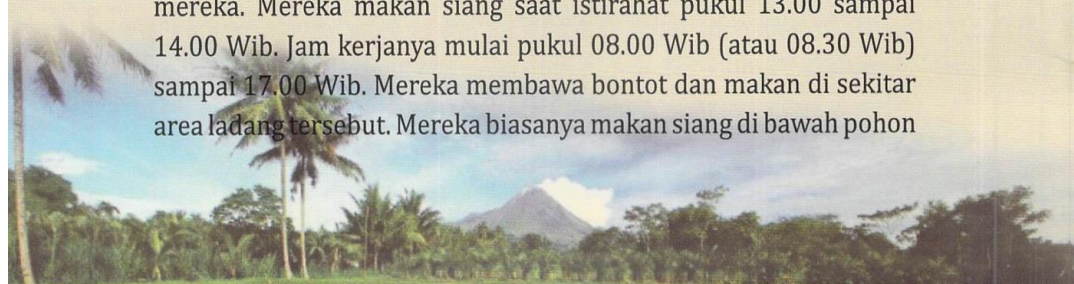 mereka. Mereka makan siang saat istirahat pukul 13.00 sampai
14.00 Wib. Jam kerjanya mulai pukul 08.00 Wib (atau 08.30 Wib)
sampai 17.00 Wib. Mereka membawa bontot dan makan di sekitar
area ladang tersebut. Mereka biasanya makan siang di bawah pohon